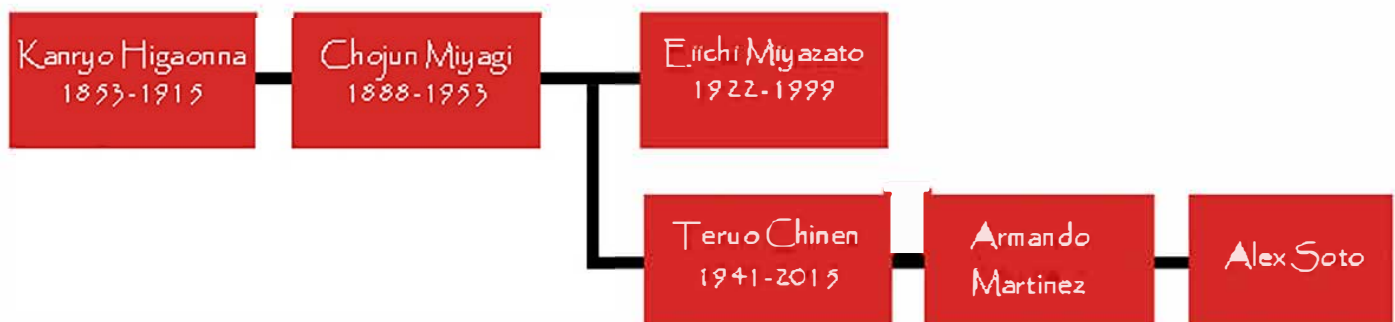 Kanryo Higaonna
1853-1915
Chojun Miyagi
1888-1953
Eiichi Miyazato
1922-1999
Teruo Chinen
1941-2015
Armando
Martinez
Alex Soto